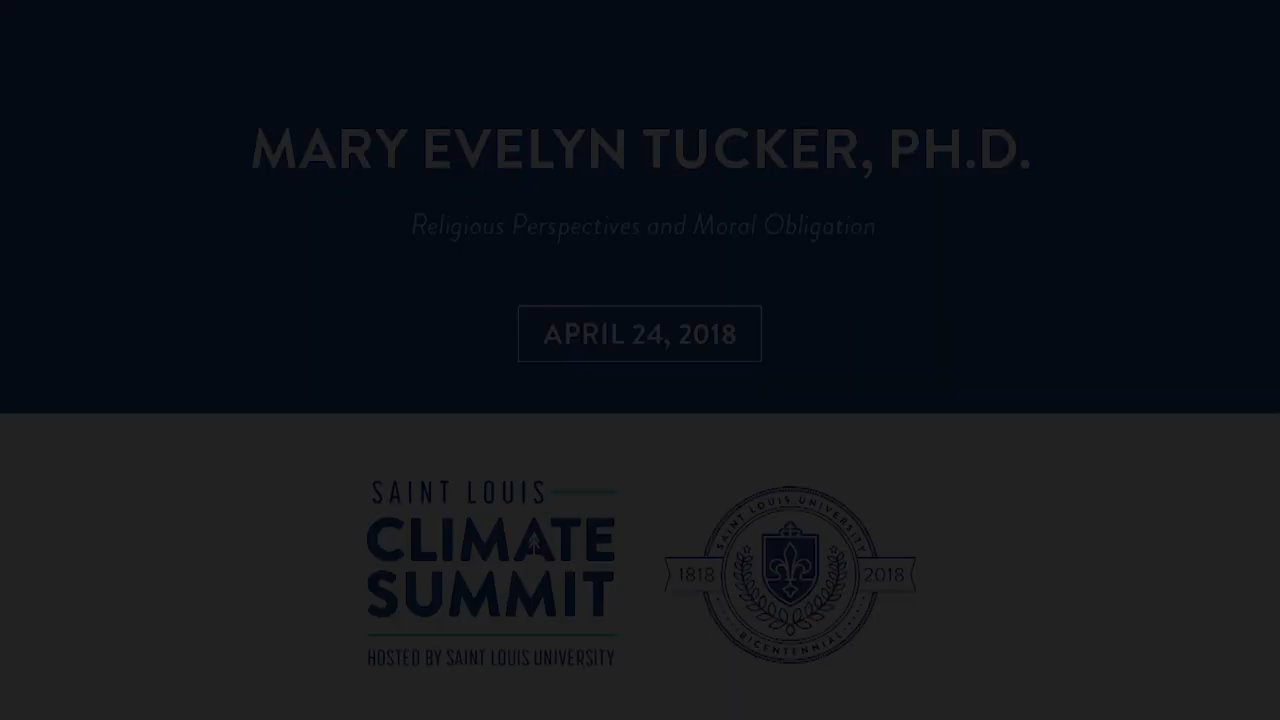 MARY EVELYN TUCKER, PH.D.
Religious Perspectives and Moral Obligation
APRIL 24, 2018
SAINT LOUIS
CLIMATE
SUMMIT
HOSTED BY SAINT LOUIS UNIVERSITY
SAINT LOUIS UNIVERSITY
1818
2018
BICENTENNIAL